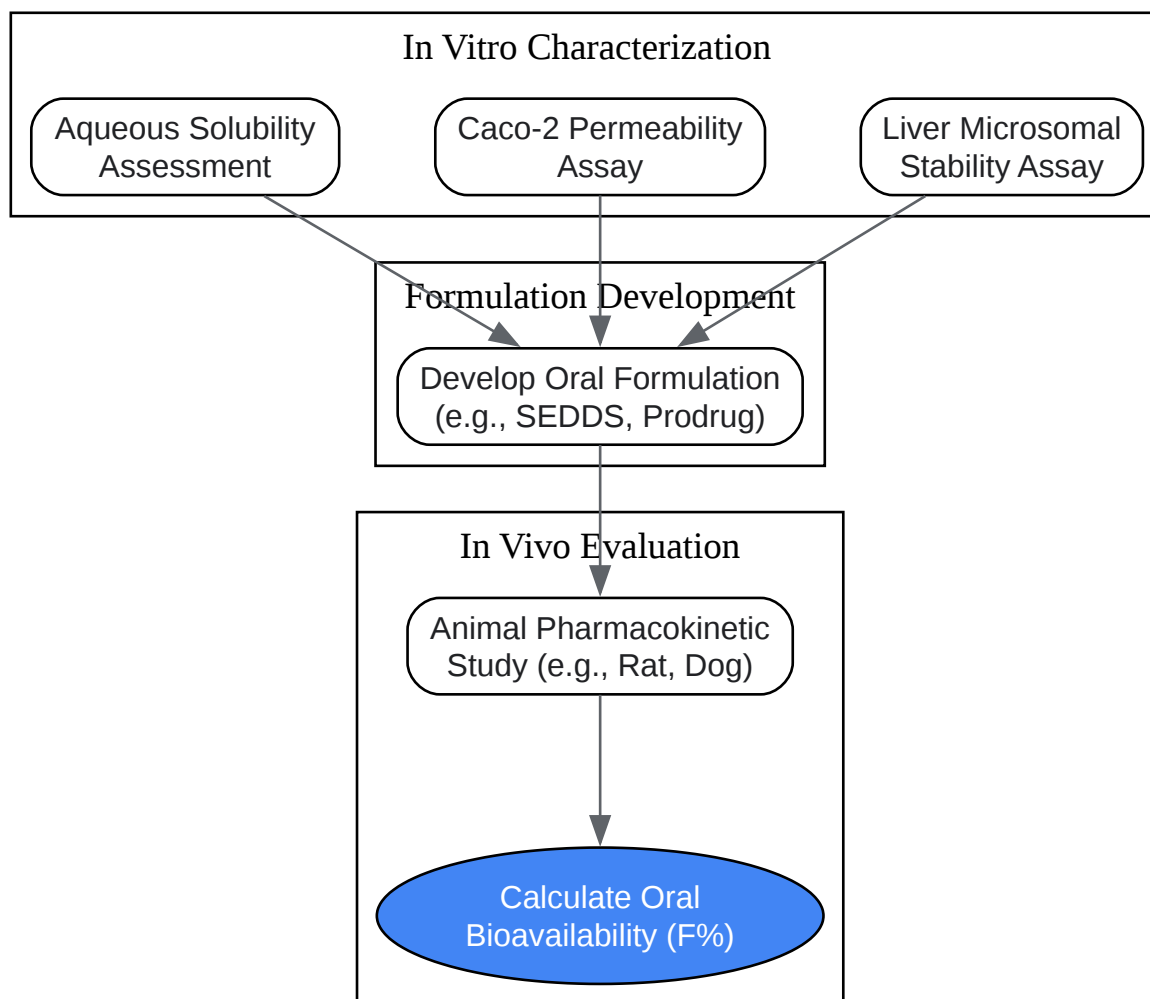 In Vitro Characterization
Aqueous Solubility
Assessment
Caco-2 Permeability
Assay
Liver Microsomal
Stability Assay
Formulation Development
Develop Oral Formulation
(e.g., SEDDS, Prodrug)
In Vivo Evaluation
Animal Pharmacokinetic
Study (e.g., Rat, Dog)
Calculate Oral
Bioavailability (F%)